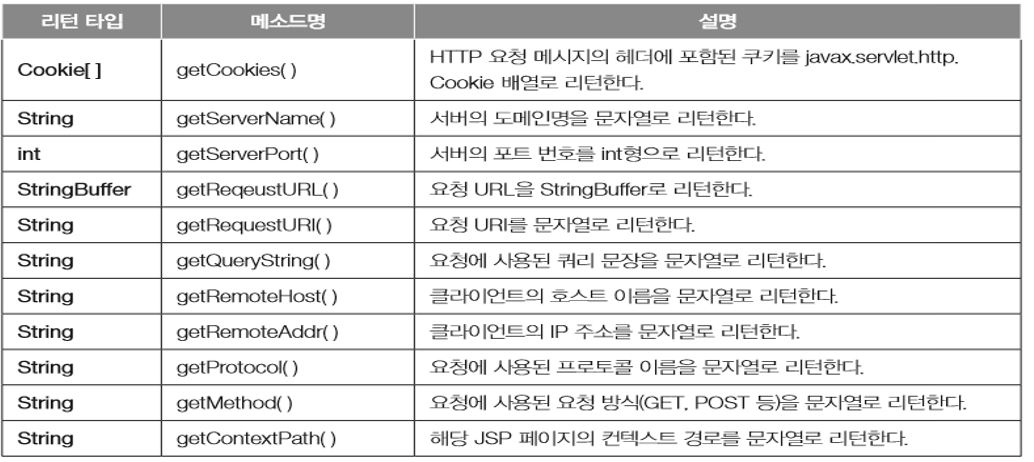 리턴 타입 메소드명 설명
Cookie[ ] getCookies( ) HTTP 요청 메시지의 헤더에 포함된 쿠키를 javax.servlet.http.
Cookie 배열로 리턴한다.
String getServerName( ) 서버의 도메인명을 문자열로 리턴한다.
int getServerPort( ) 서버의 포트 번호를 int형으로 리턴한다.
StringBuffer getReqeustURL( ) 요청 URL을 StringBuffer로 리턴한다.
String getRequestURI( ) 요청 URI를 문자열로 리턴한다.
String getQueryString( ) 요청에 사용된 쿼리 문장을 문자열로 리턴한다.
String getRemoteHost( ) 클라이언트의 호스트 이름을 문자열로 리턴한다.
String getRemoteAddr( ) 클라이언트의 IP 주소를 문자열로 리턴한다.
String getProtocol( ) 요청에 사용된 프로토콜 이름을 문자열로 리턴한다.
String getMethod( ) 요청에 사용된 요청 방식(GET, POST 등)을 문자열로 리턴한다.
String getContextPath( ) 해당 JSP 페이지의 컨텍스트 경로를 문자열로 리턴한다.